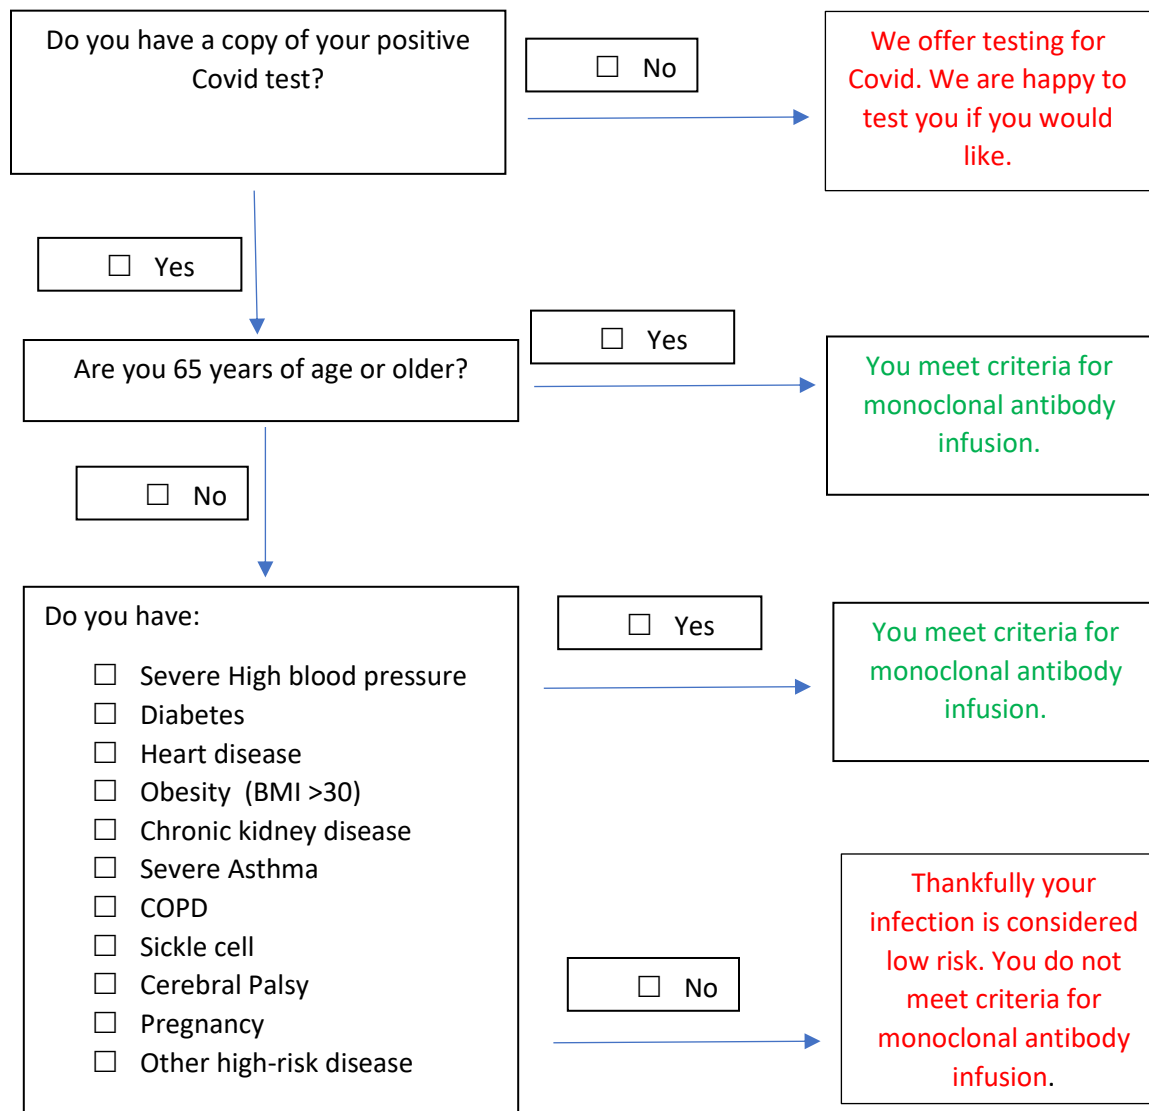 Do you have a copy of your positive
Covid test?
☐ No
We offer testing for
Covid. We are happy to
test you if you would
like.
☐ Yes
Are you 65 years of age or older?
☐ Yes
You meet criteria for
monoclonal antibody
infusion.
☐ No
Do you have:
☐ Severe High blood pressure
☐ Diabetes
☐ Heart disease
☐ Obesity (BMI >30)
☐ Chronic kidney disease
☐ Severe Asthma
☐ COPD
☐ Sickle cell
☐ Cerebral Palsy
☐ Pregnancy
☐ Other high-risk disease
☐ Yes
You meet criteria for
monoclonal antibody
infusion.
☐ No
Thankfully your
infection is considered
low risk. You do not
meet criteria for
monoclonal antibody
infusion.